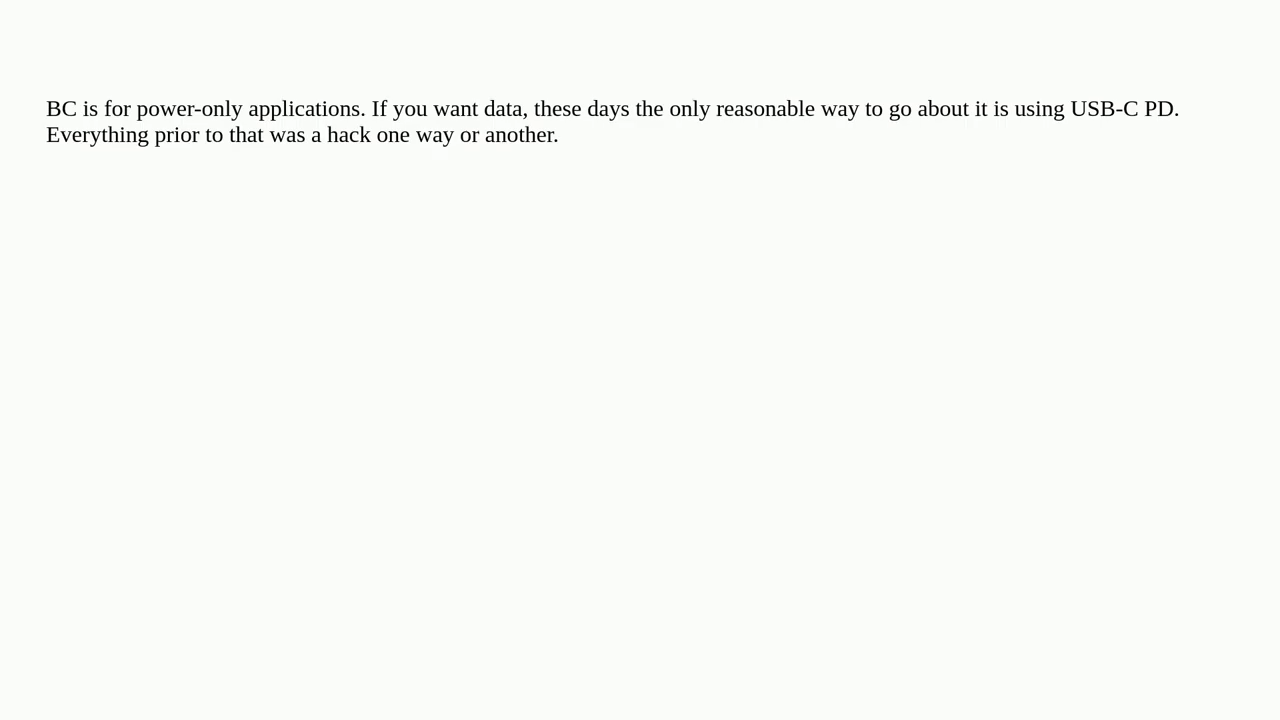 BC is for power-only applications. If you want data, these days the only reasonable way to go about it is using USB-C PD.
Everything prior to that was a hack one way or another.